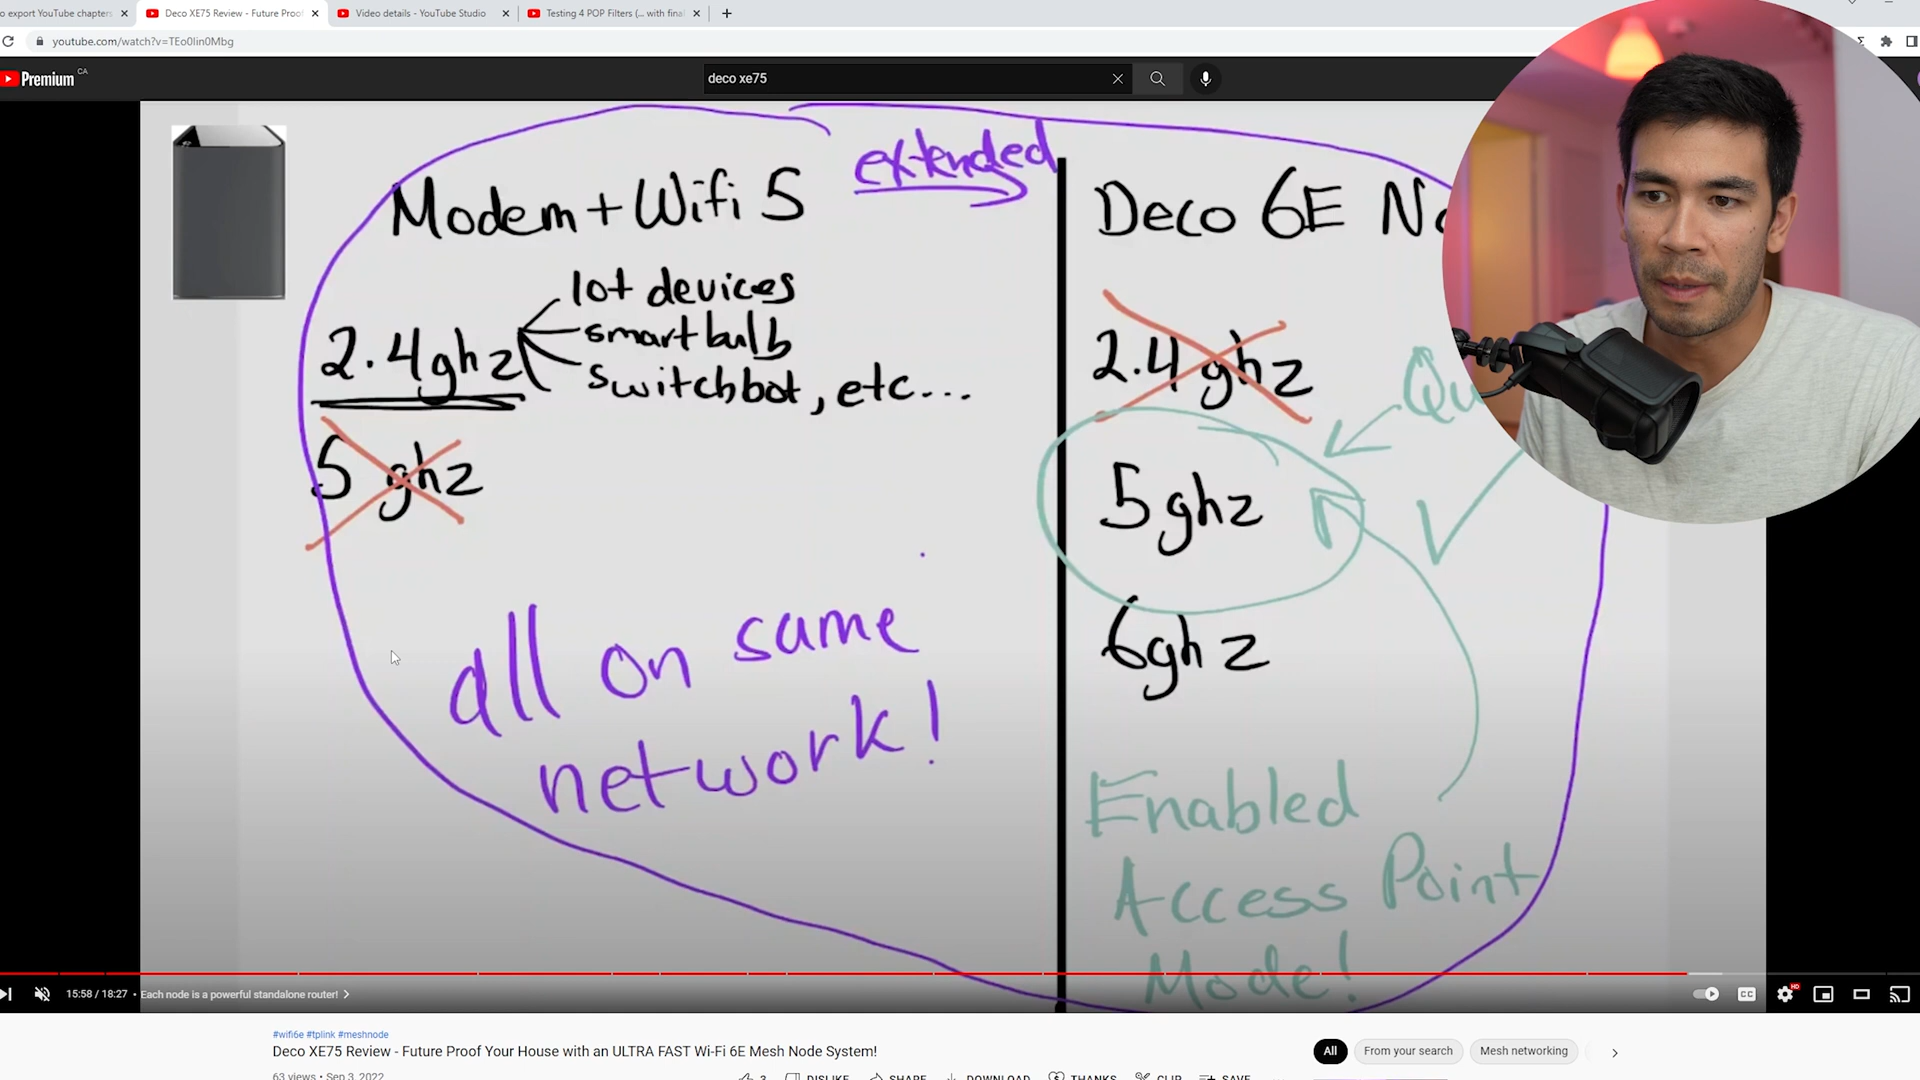 o export YouTube chapters
Deco XE75 Review - Future Proof
Video details - YouTube Studio
Testing 4 POP Filters (... with final
youtube.com/watch?v=TEo0Iin0Mbg
Premium CA
deco xe75
extended
Modem + Wifi 5
Deco 6E
Iot devices
2.4ghz
smart bulb
switchbot, etc...
2.4 ghz
5 ghz
5ghz
6ghz
all on same
network!
Enabled
Access Point
Mode!
15:58 / 18:27 • Each node is a powerful standalone router!
CC
HD
#wifi6e #tplink #meshnode
Deco XE75 Review - Future Proof Your House with an ULTRA FAST Wi-Fi 6E Mesh Node System!
63 views • Sep 3, 2022
3
DISLIKE
SHARE
DOWNLOAD
THANKS
CLIP
SAVE
All
From your search
Mesh networking